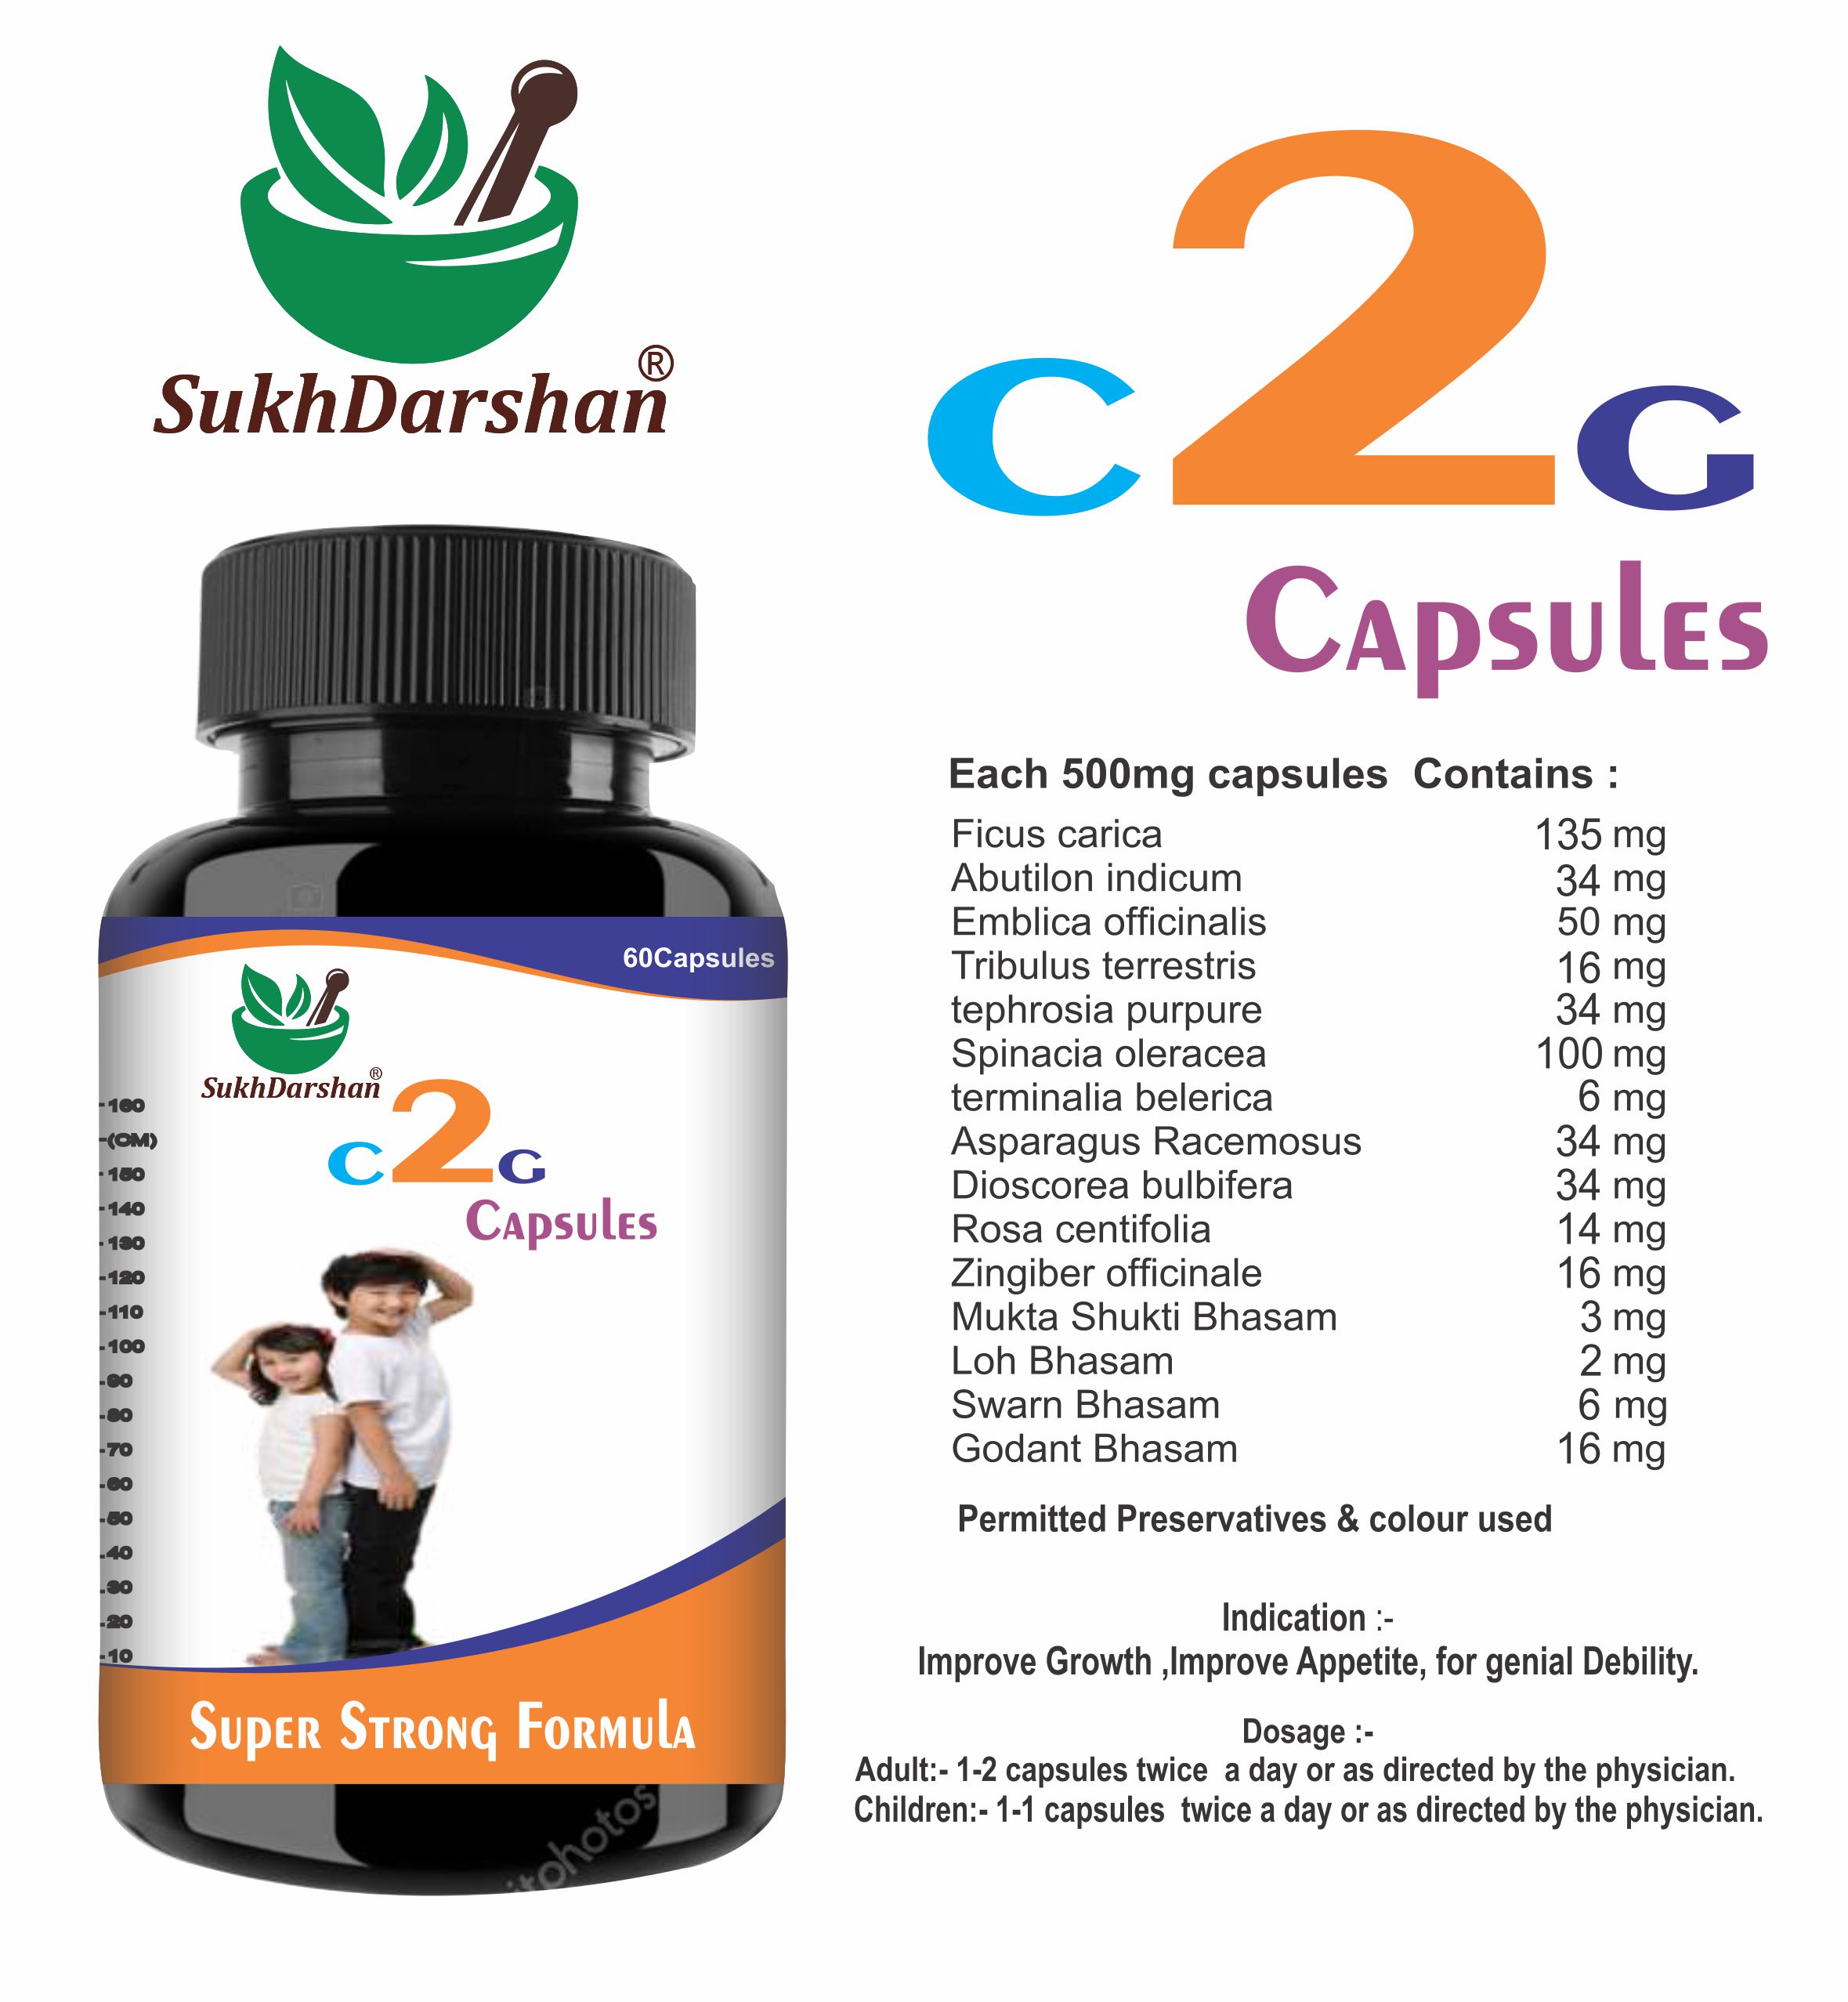 SukhDarshan®
C2G
Capsules
Each 500mg capsules Contains :
Ficus carica 135 mg
Abutilon indicum 34 mg
Emblica officinalis 50 mg
Tribulus terrestris 16 mg
tephrosia purpure 34 mg
Spinacia oleracea 100 mg
terminalia belerica 6 mg
Asparagus Racemosus 34 mg
Dioscorea bulbifera 34 mg
Rosa centifolia 14 mg
Zingiber officinale 16 mg
Mukta Shukti Bhasam 3 mg
Loh Bhasam 2 mg
Swarn Bhasam 6 mg
Godant Bhasam 16 mg
Permitted Preservatives & colour used
Indication :-
Improve Growth ,Improve Appetite, for genial Debility.
Dosage :-
Adult:- 1-2 capsules twice a day or as directed by the physician.
Children:- 1-1 capsules twice a day or as directed by the physician.
60Capsules
SukhDarshan®
C2G
Capsules
-160
-(CM)
-150
-140
-130
-120
-110
-100
-90
-80
-70
-60
-50
-40
-30
-20
-10
Super Strong Formula